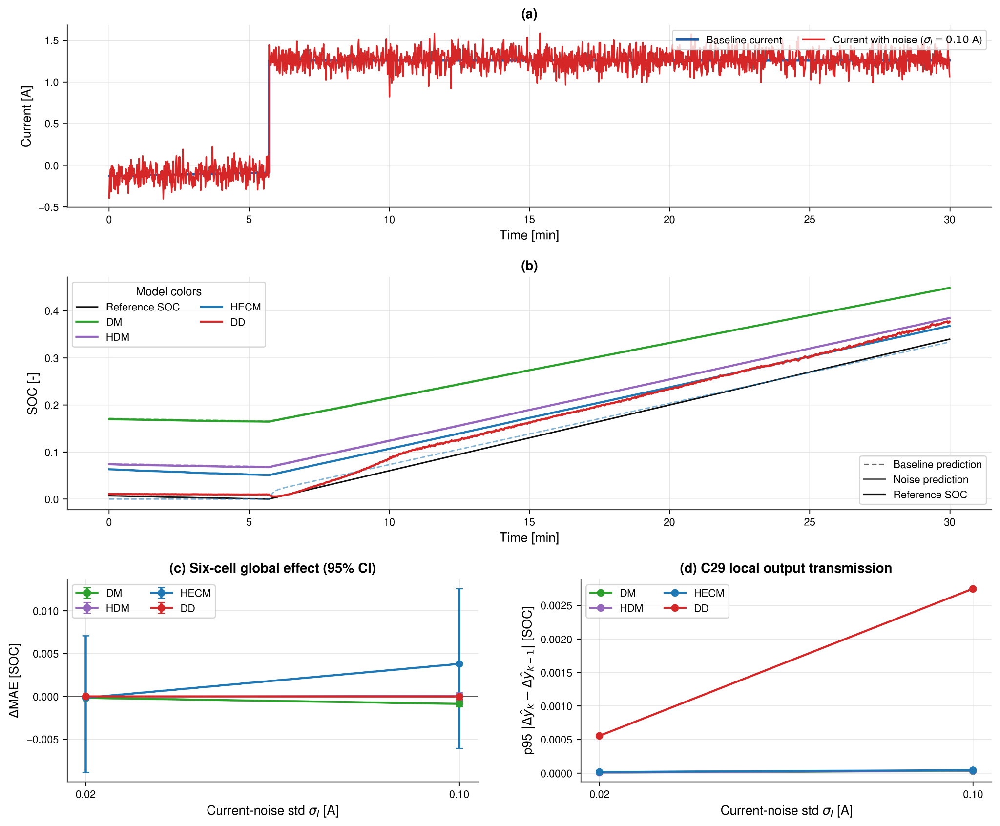 (a)
Baseline current
Current with noise (σI = 0.10 A)
1.5
1.0
0.5
0.0
−0.5
Current [A]
0 5 10 15 20 25 30
Time [min]
(b)
Model colors
Reference SOC HECM
DM DD
HDM
0.4
0.3
0.2
0.1
0.0
SOC [-]
Baseline prediction
Noise prediction
Reference SOC
0 5 10 15 20 25 30
Time [min]
(c) Six-cell global effect (95% CI)
DM HECM
HDM DD
0.010
0.005
0.000
−0.005
ΔMAE [SOC]
0.02 0.10
Current-noise std σI [A]
(d) C29 local output transmission
DM HECM
HDM DD
0.0025
0.0020
0.0015
0.0010
0.0005
0.0000
p95 |Δŷk − Δŷk − 1| [SOC]
0.02 0.10
Current-noise std σI [A]